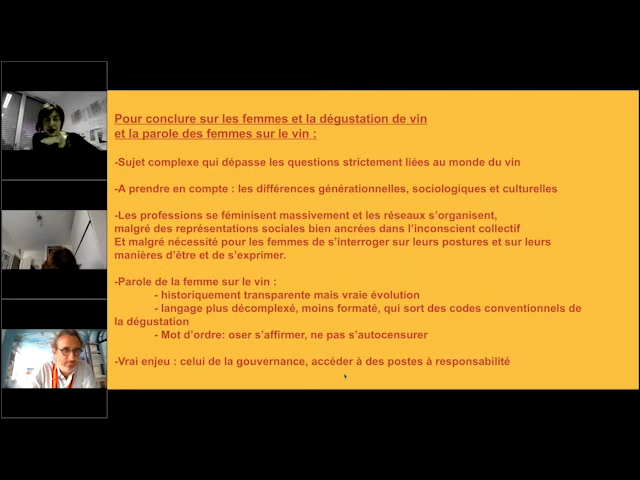 Pour conclure sur les femmes et la dégustation de vin
et la parole des femmes sur le vin :
-Sujet complexe qui dépasse les questions strictement liées au monde du vin
-A prendre en compte : les différences générationnelles, sociologiques et culturelles
-Les professions se féminisent massivement et les réseaux s'organisent,
malgré des représentations sociales bien ancrées dans l'inconscient collectif
Et malgré nécessité pour les femmes de s'interroger sur leurs postures et sur leurs
manières d'être et de s'exprimer.
-Parole de la femme sur le vin :
- historiquement transparente mais vraie évolution
- langage plus décomplexé, moins formaté, qui sort des codes conventionnels de
la dégustation
- Mot d'ordre: oser s'affirmer, ne pas s'autocensurer
-Vrai enjeu : celui de la gouvernance, accéder à des postes à responsabilité